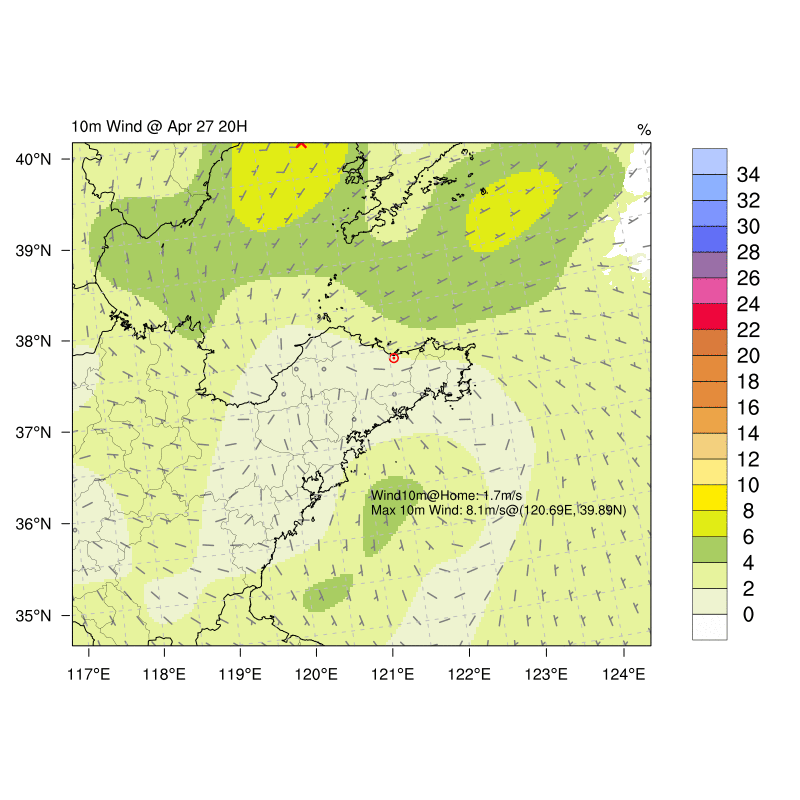 10m Wind @ Apr 27 20H
%
40°N
39°N
38°N
37°N
36°N
35°N
117°E
118°E
119°E
120°E
121°E
122°E
123°E
124°E
Wind10m@Home: 1.7m/s
Max 10m Wind: 8.1m/s@(120.69E, 39.89N)
34
32
30
28
26
24
22
20
18
16
14
12
10
8
6
4
2
0